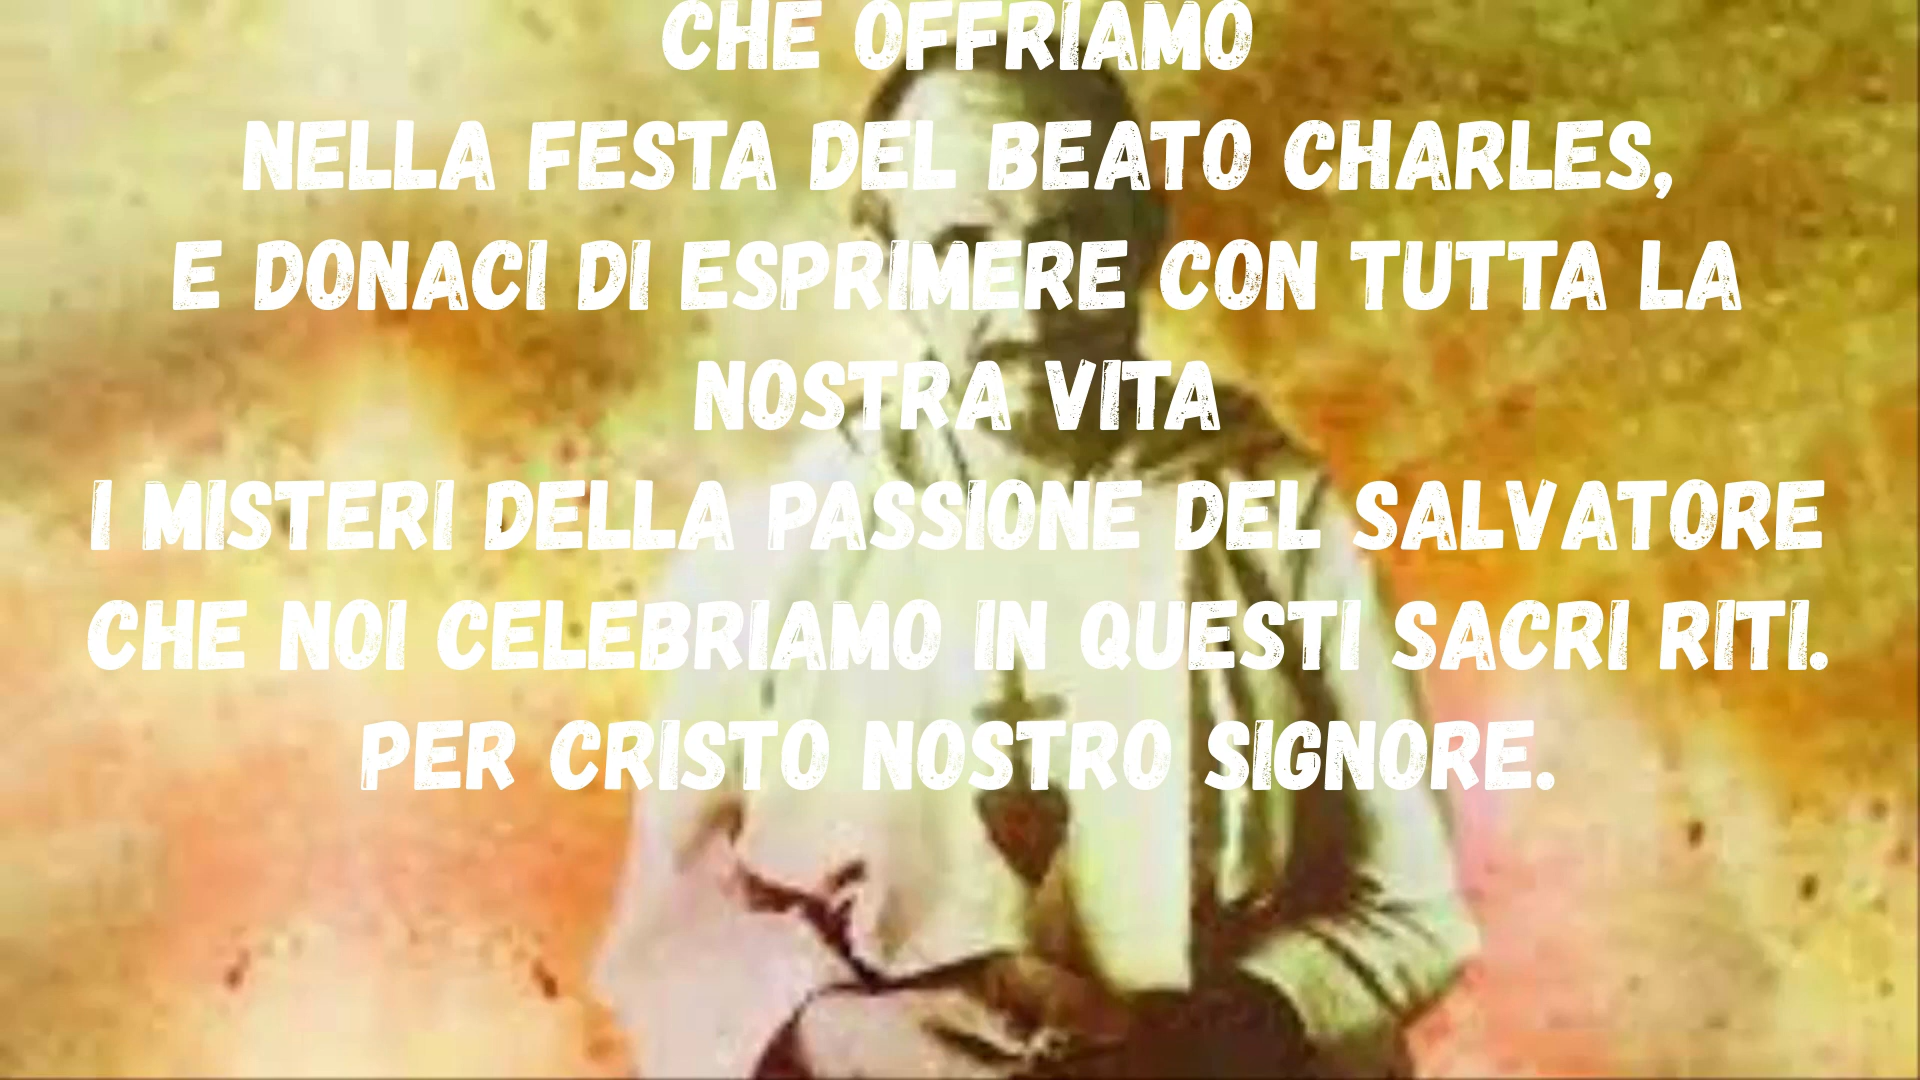 CHE OFFRIAMO
NELLA FESTA DEL BEATO CHARLES,
E DONACI DI ESPRIMERE CON TUTTA LA
NOSTRA VITA
I MISTERI DELLA PASSIONE DEL SALVATORE
CHE NOI CELEBRIAMO IN QUESTI SACRI RITI.
PER CRISTO NOSTRO SIGNORE.